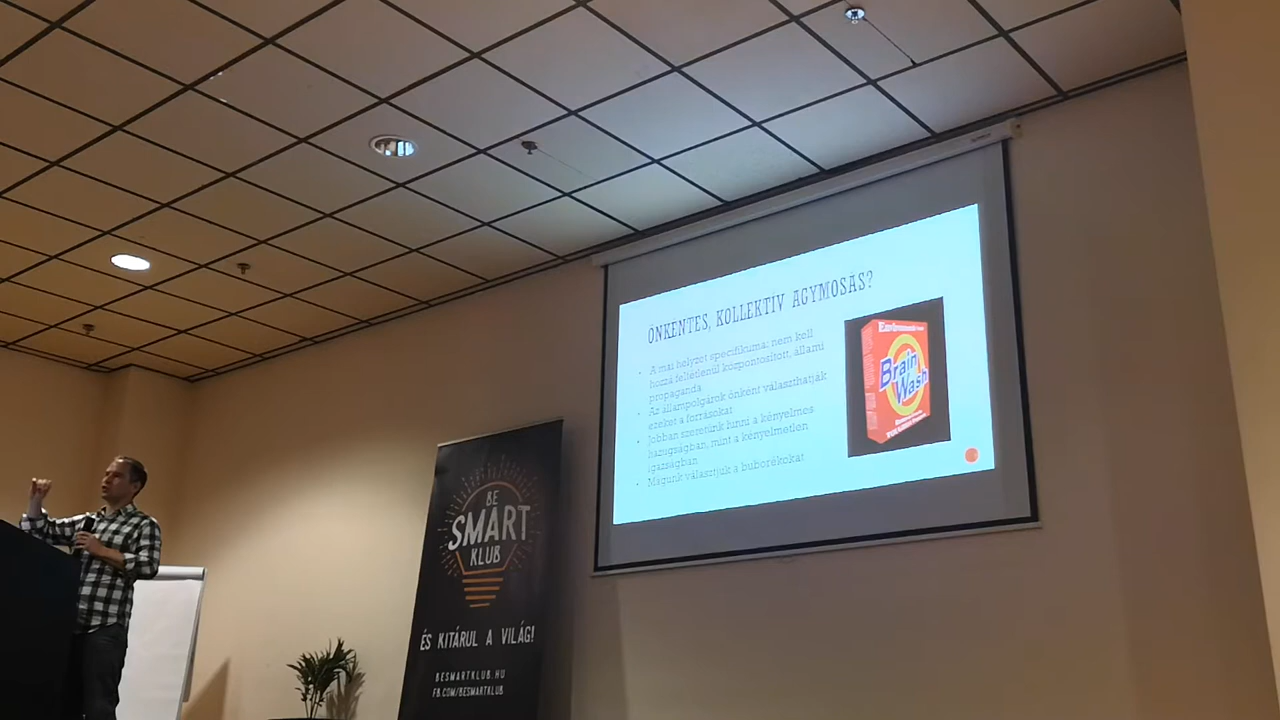 ÖNKÉNTES, KOLLEKTÍV AGYMOSÁS?
A mai helyzet specifikuma: nem kell
hozzá feltétlenül központosított, állami
propaganda
Az állampolgárok önként választhatják
ezeket a forrásokat
Jobban szeretünk hinni a kényelmes
hazugságban, mint a kényelmetlen
igazságban
Magunk választjuk a buborékokat
Brain
Wash
BE
SMART
KLUB
ÉS KITÁRUL A VILÁG!
BESMARTKLUB.HU
FB.COM/BESMARTKLUB